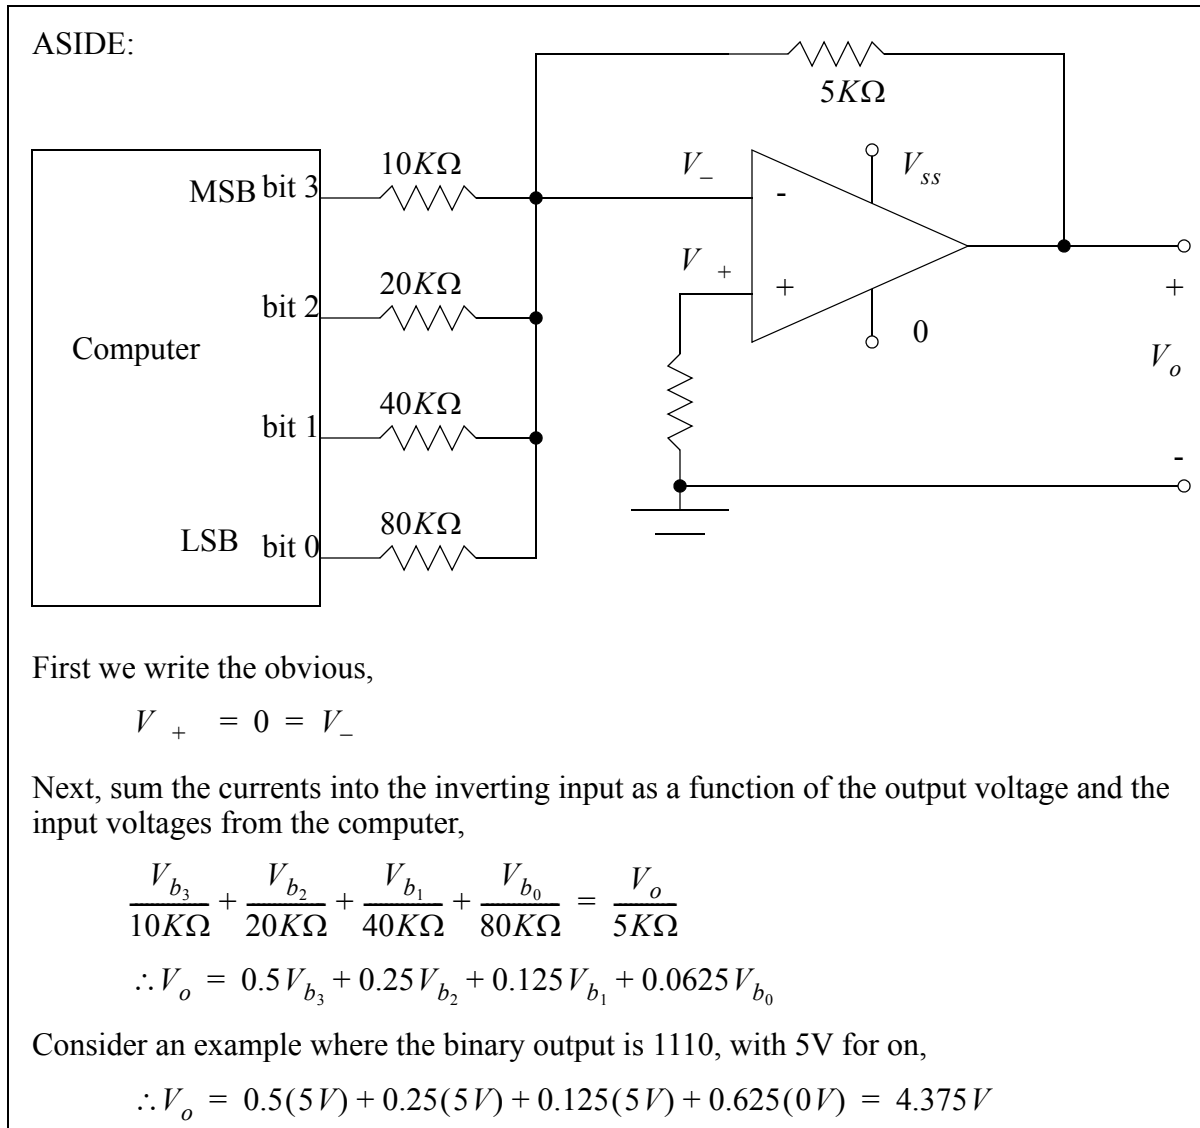 ASIDE:
5KΩ
MSB bit 3
10KΩ
V_–
-
V_ss
bit 2
20KΩ
V_+
+
0
+
Computer
V_o
bit 1
40KΩ
-
LSB bit 0
80KΩ
First we write the obvious,
V_+ = 0 = V_–
Next, sum the currents into the inverting input as a function of the output voltage and the
input voltages from the computer,
V_b3/10KΩ + V_b2/20KΩ + V_b1/40KΩ + V_b0/80KΩ = V_o/5KΩ
∴V_o = 0.5V_b3 + 0.25V_b2 + 0.125V_b1 + 0.0625V_b0
Consider an example where the binary output is 1110, with 5V for on,
∴V_o = 0.5(5V) + 0.25(5V) + 0.125(5V) + 0.625(0V) = 4.375V